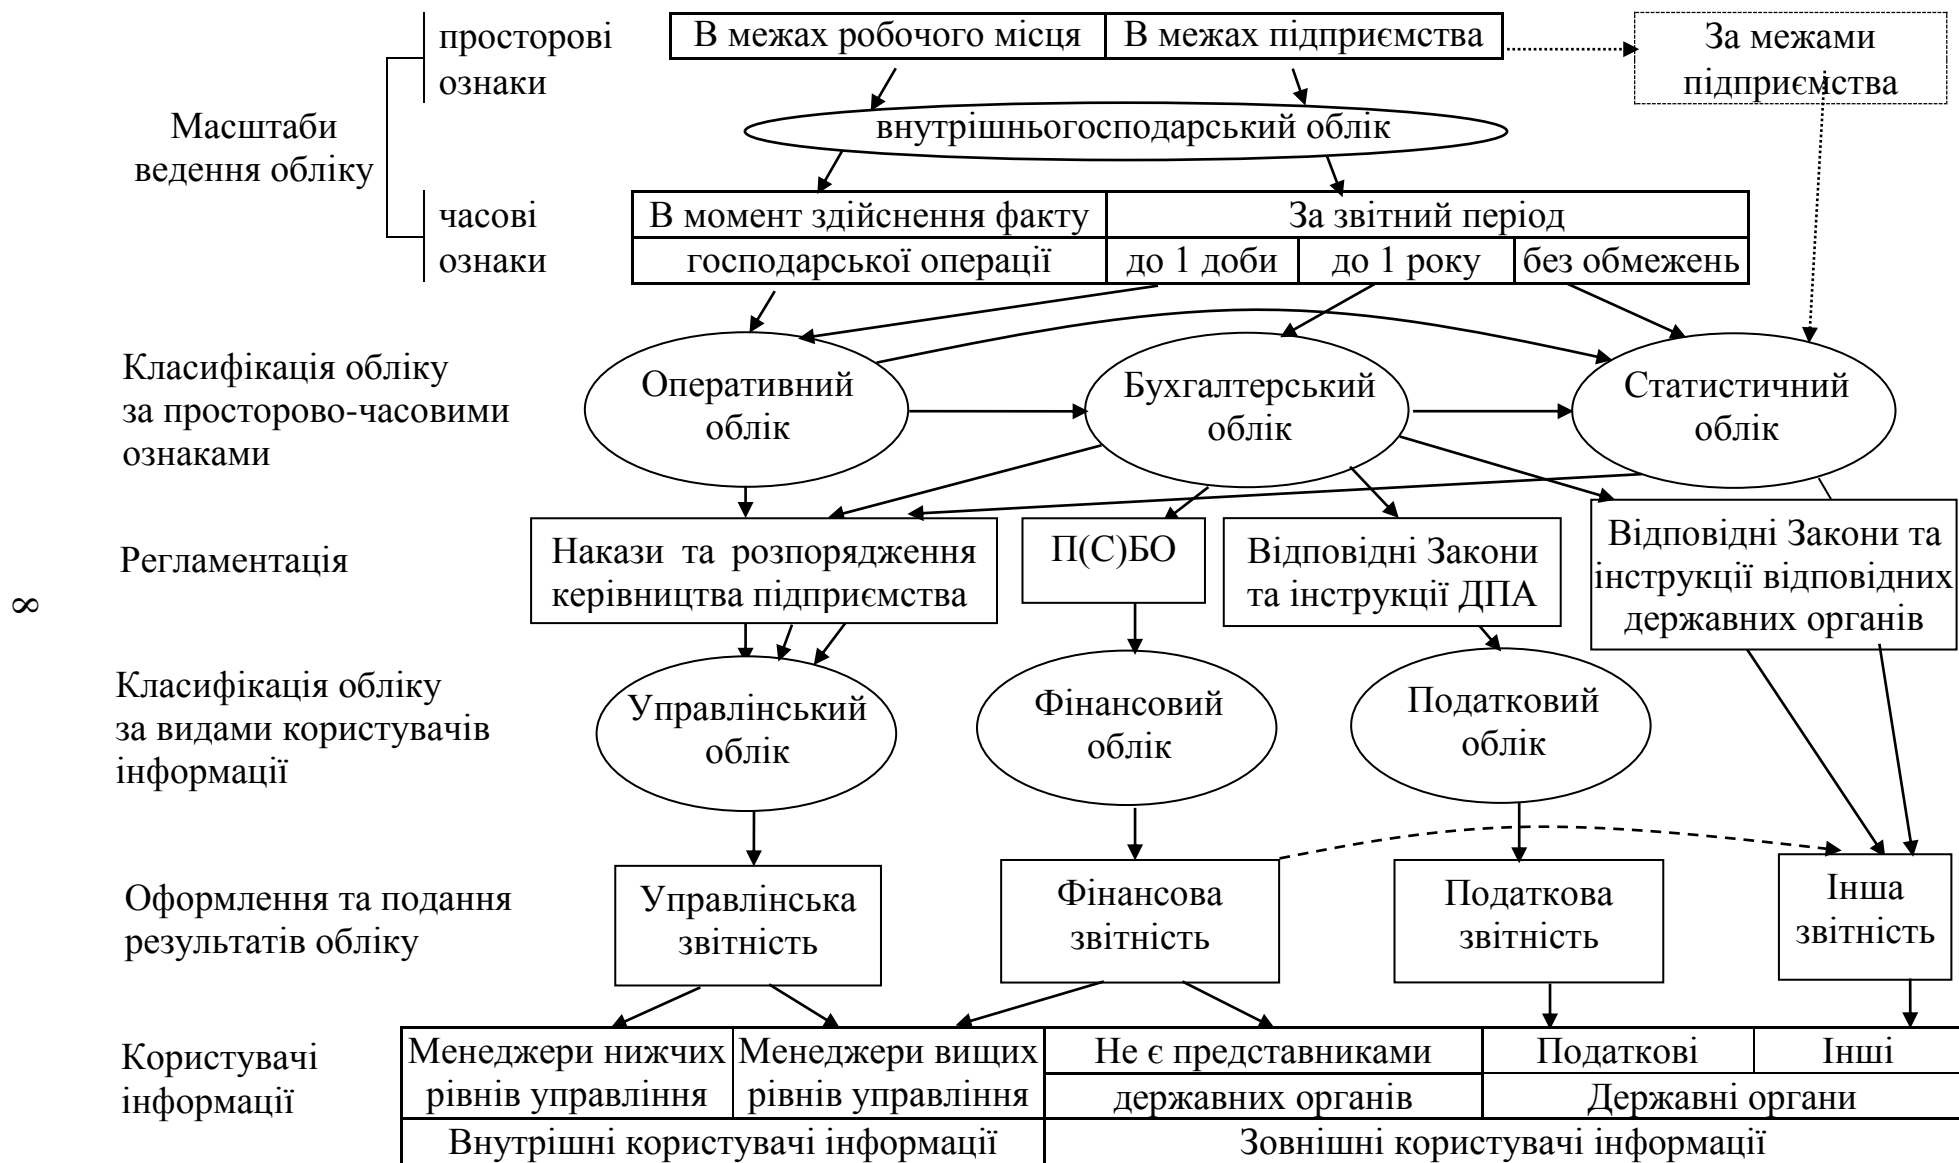 просторові
ознаки
В межах робочого місця
В межах підприємства
За межами
підприємства
Масштаби
ведення обліку
внутрішньогосподарський облік
часові
ознаки
В момент здійснення факту
За звітний період
господарської операції
до 1 доби
до 1 року
без обмежень
Класифікація обліку
за просторово-часовими
ознаками
Оперативний
облік
Бухгалтерський
облік
Статистичний
облік
Регламентація
Накази та розпорядження
керівництва підприємства
П(С)БО
Відповідні Закони
та інструкції ДПА
Відповідні Закони та
інструкції відповідних
державних органів
8
Класифікація обліку
за видами користувачів
інформації
Управлінський
облік
Фінансовий
облік
Податковий
облік
Оформлення та подання
результатів обліку
Управлінська
звітність
Фінансова
звітність
Податкова
звітність
Інша
звітність
Користувачі
інформації
Менеджери нижчих
рівнів управління
Менеджери вищих
рівнів управління
Не є представниками
державних органів
Податкові
Інші
Державні органи
Внутрішні користувачі інформації
Зовнішні користувачі інформації